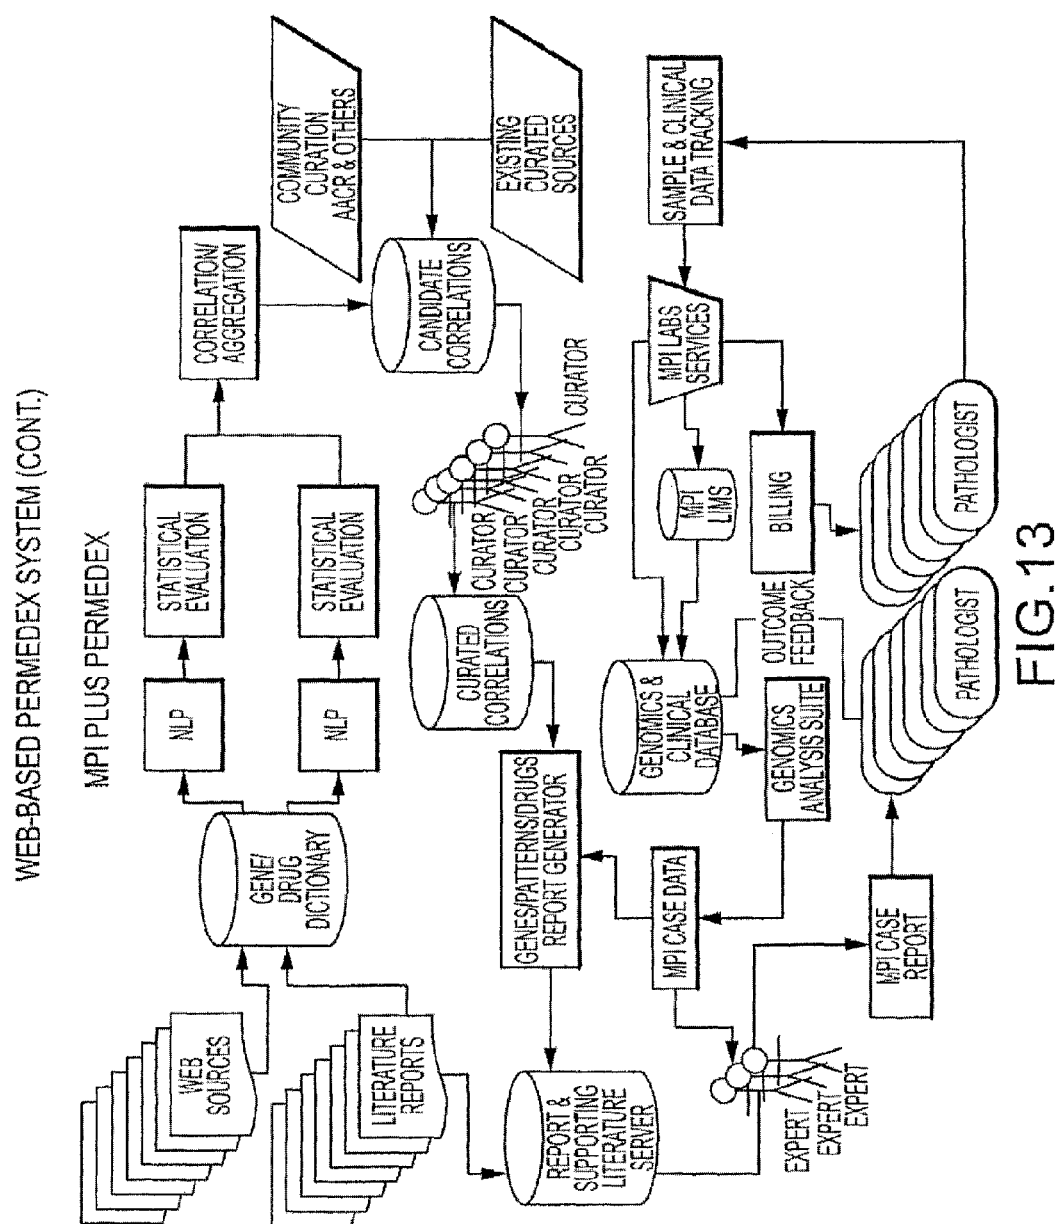 WEB-BASED PERMEDEX SYSTEM (CONT.)
MPI PLUS PERMEDEX
WEB
SOURCES
LITERATURE
REPORTS
GENE/
DRUG
DICTIONARY
NLP
NLP
STATISTICAL
EVALUATION
STATISTICAL
EVALUATION
CORRELATION/
AGGREGATION
COMMUNITY
CURATION
AACR & OTHERS
EXISTING
CURATED
SOURCES
CANDIDATE
CORRELATIONS
CURATOR
CURATOR
CURATOR
CURATOR
CURATOR
CURATOR
CURATED
CORRELATIONS
GENES/PATTERNS/DRUGS
REPORT GENERATOR
REPORT &
SUPPORTING
LITERATURE
SERVER
MPI CASE DATA
EXPERT
EXPERT
EXPERT
GENOMICS &
CLINICAL
DATABASE
GENOMICS
ANALYSIS SUITE
OUTCOME
FEEDBACK
MPI LABS
SERVICES
MPI
LIMS
BILLING
SAMPLE & CLINICAL
DATA TRACKING
MPI CASE
REPORT
PATHOLOGIST
PATHOLOGIST
FIG.13